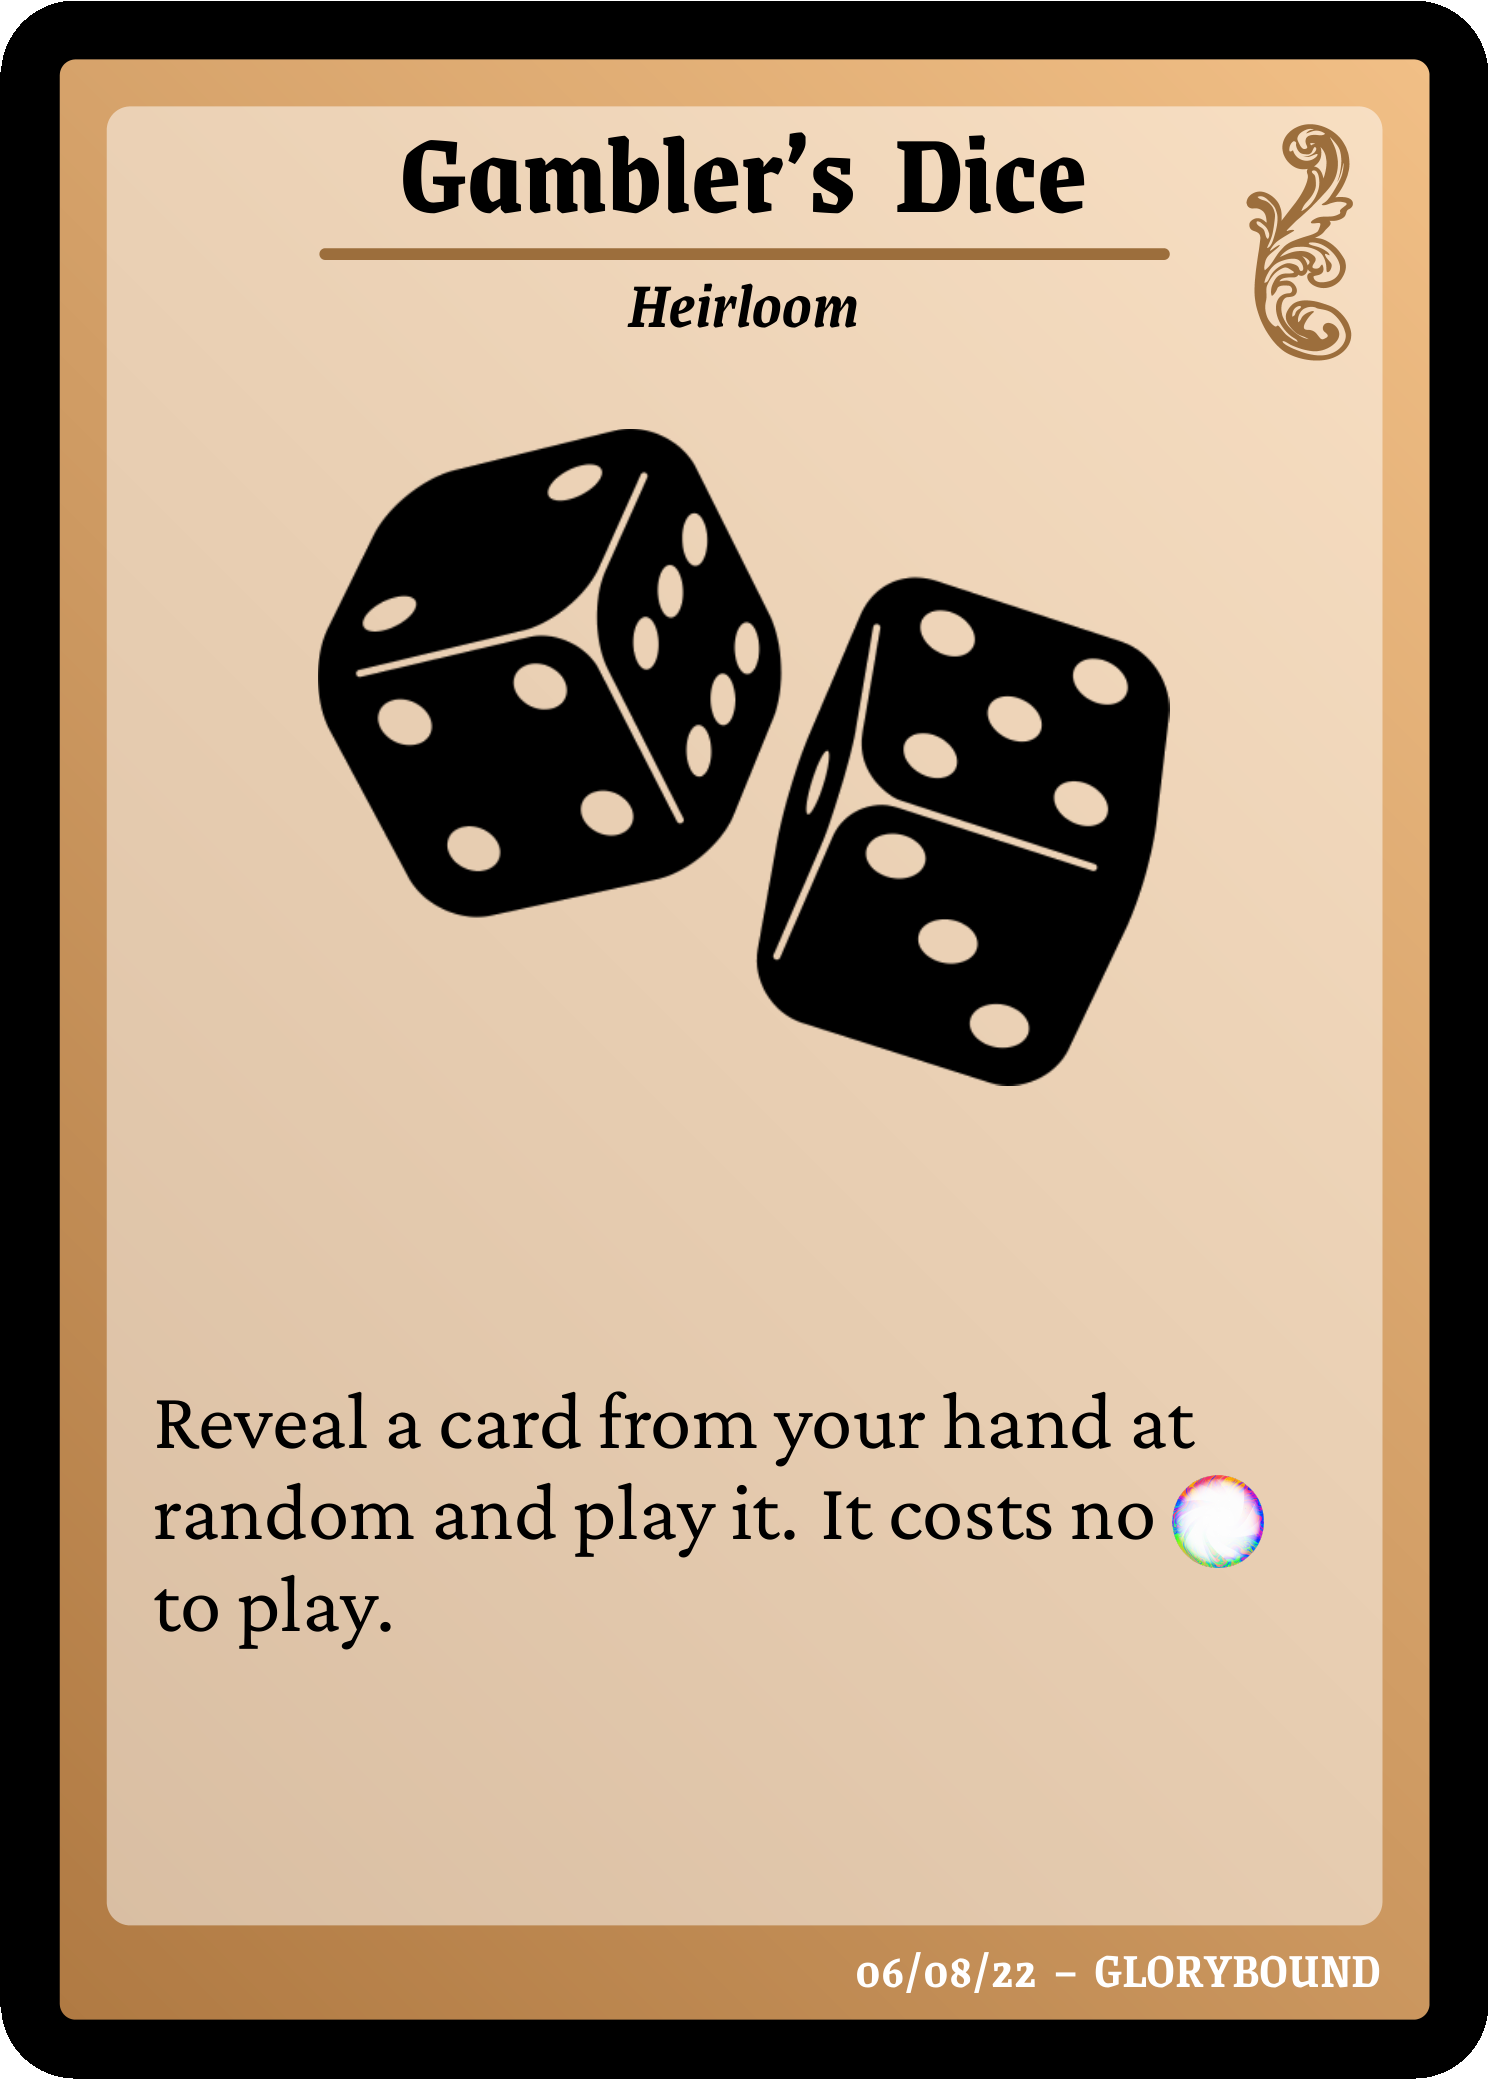 Gambler’s Dice
Heirloom
Reveal a card from your hand at
random and play it. It costs no
to play.
06/08/22 – GLORYBOUND